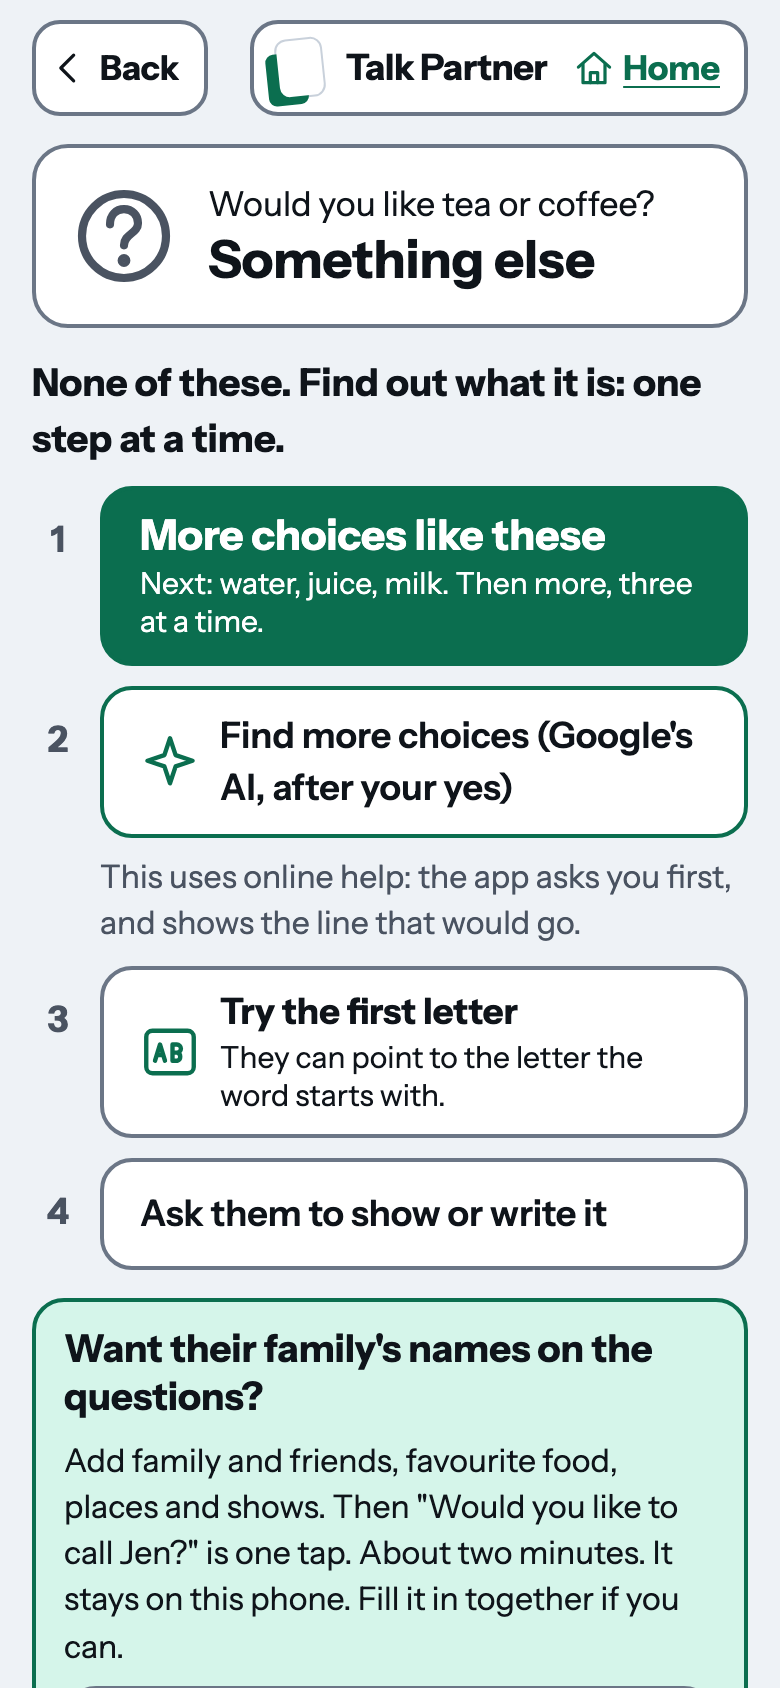 Back
Talk Partner
Home
Would you like tea or coffee?
Something else
None of these. Find out what it is: one
step at a time.
1
More choices like these
Next: water, juice, milk. Then more, three
at a time.
2
Find more choices (Google's
AI, after your yes)
This uses online help: the app asks you first,
and shows the line that would go.
3
AB
Try the first letter
They can point to the letter the
word starts with.
4
Ask them to show or write it
Want their family's names on the
questions?
Add family and friends, favourite food,
places and shows. Then "Would you like to
call Jen?" is one tap. About two minutes. It
stays on this phone. Fill it in together if you
can.